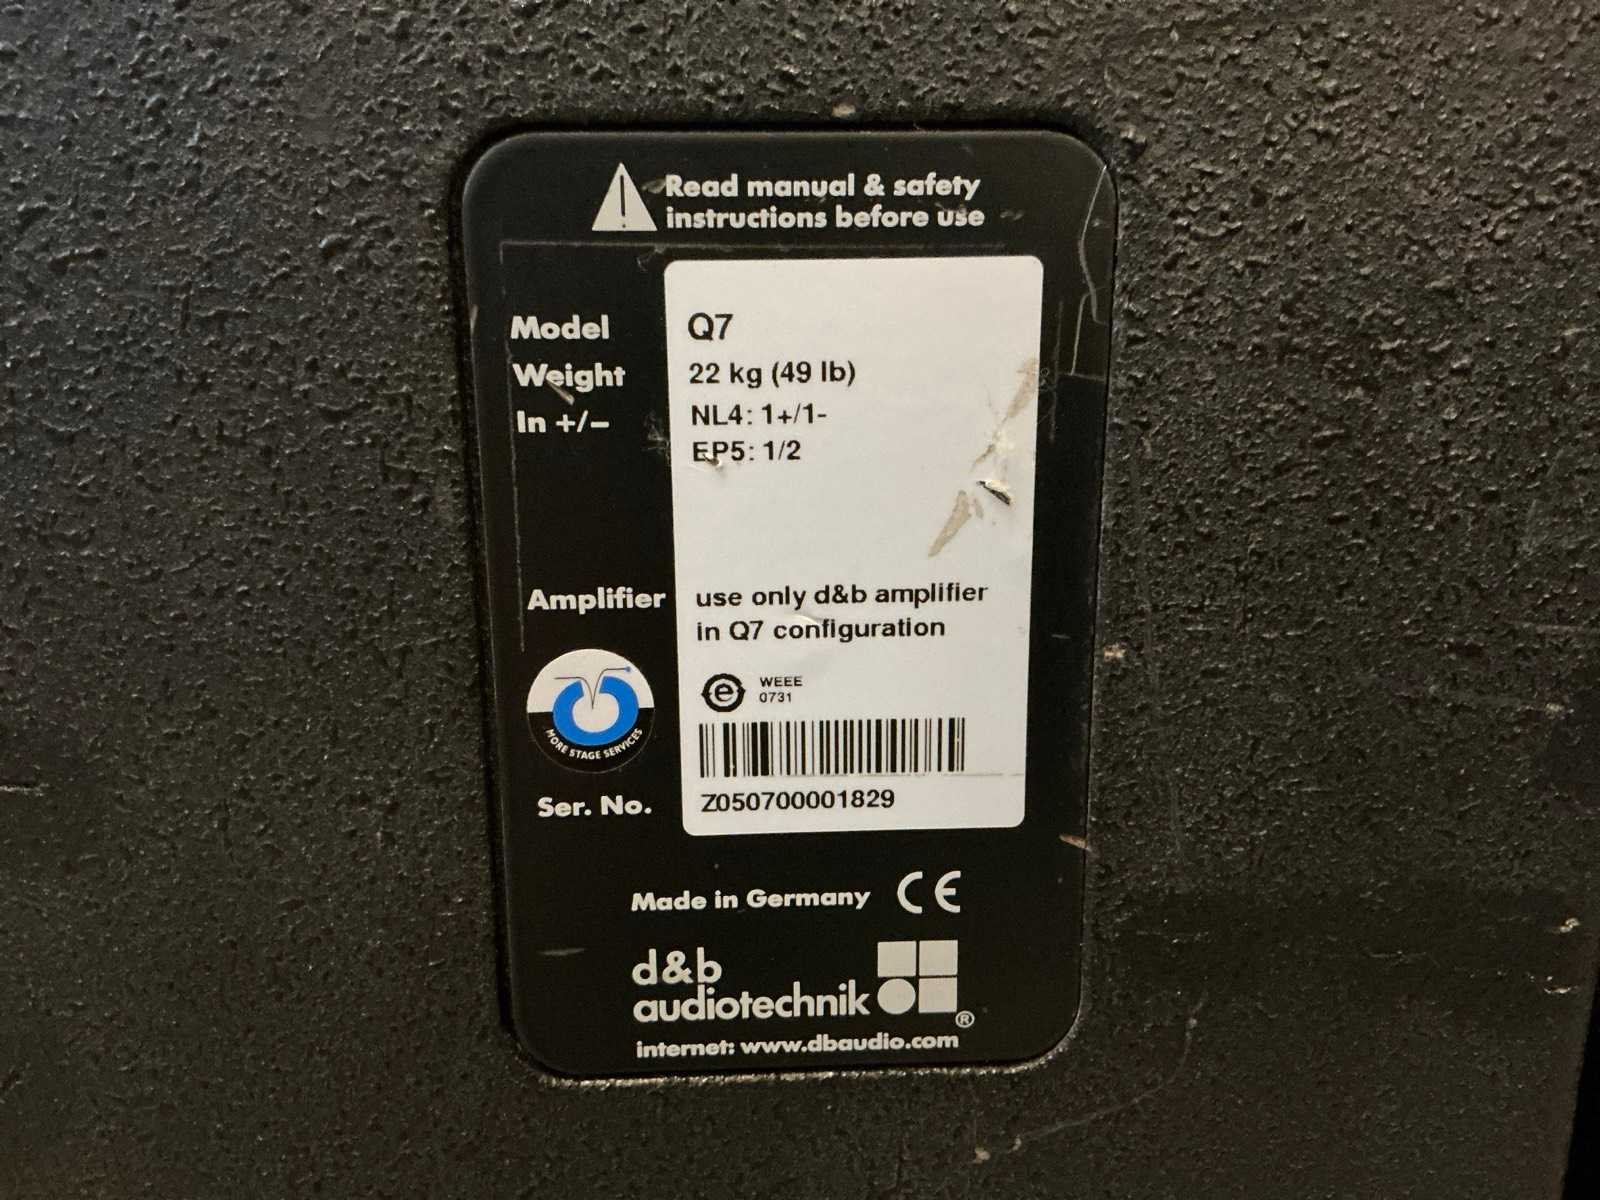 Read manual & safety
instructions before use
Model Q7
Weight 22 kg (49 lb)
In +/– NL4: 1+/1-
EP5: 1/2
Amplifier use only d&b amplifier
in Q7 configuration
e WEEE
0731
MORE STAGE SERVICES
Ser. No. Z050700001829
Made in Germany CE
d&b
audiotechnik ®
internet: www.dbaudio.com